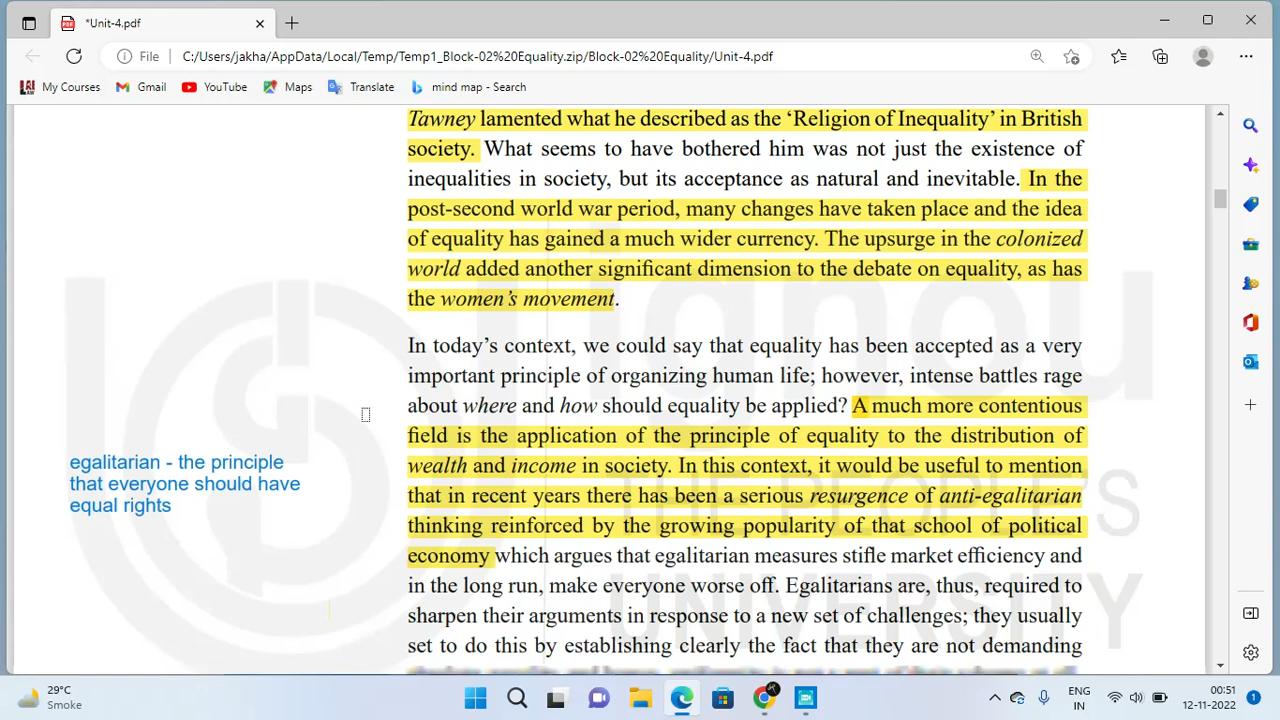 *Unit-4.pdf
File C:/Users/jakha/AppData/Local/Temp/Temp1_Block-02%20Equality.zip/Block-02%20Equality/Unit-4.pdf
My Courses Gmail YouTube Maps Translate mind map - Search
Tawney lamented what he described as the ‘Religion of Inequality’ in British
society. What seems to have bothered him was not just the existence of
inequalities in society, but its acceptance as natural and inevitable. In the
post-second world war period, many changes have taken place and the idea
of equality has gained a much wider currency. The upsurge in the colonized
world added another significant dimension to the debate on equality, as has
the women’s movement.
In today’s context, we could say that equality has been accepted as a very
important principle of organizing human life; however, intense battles rage
about where and how should equality be applied? A much more contentious
field is the application of the principle of equality to the distribution of
wealth and income in society. In this context, it would be useful to mention
that in recent years there has been a serious resurgence of anti-egalitarian
thinking reinforced by the growing popularity of that school of political
economy which argues that egalitarian measures stifle market efficiency and
in the long run, make everyone worse off. Egalitarians are, thus, required to
sharpen their arguments in response to a new set of challenges; they usually
set to do this by establishing clearly the fact that they are not demanding
egalitarian - the principle
that everyone should have
equal rights
ignou
THE PEOPLE'S
UNIVERSITY
29°C
Smoke
ENG
IN
00:51
12-11-2022
1